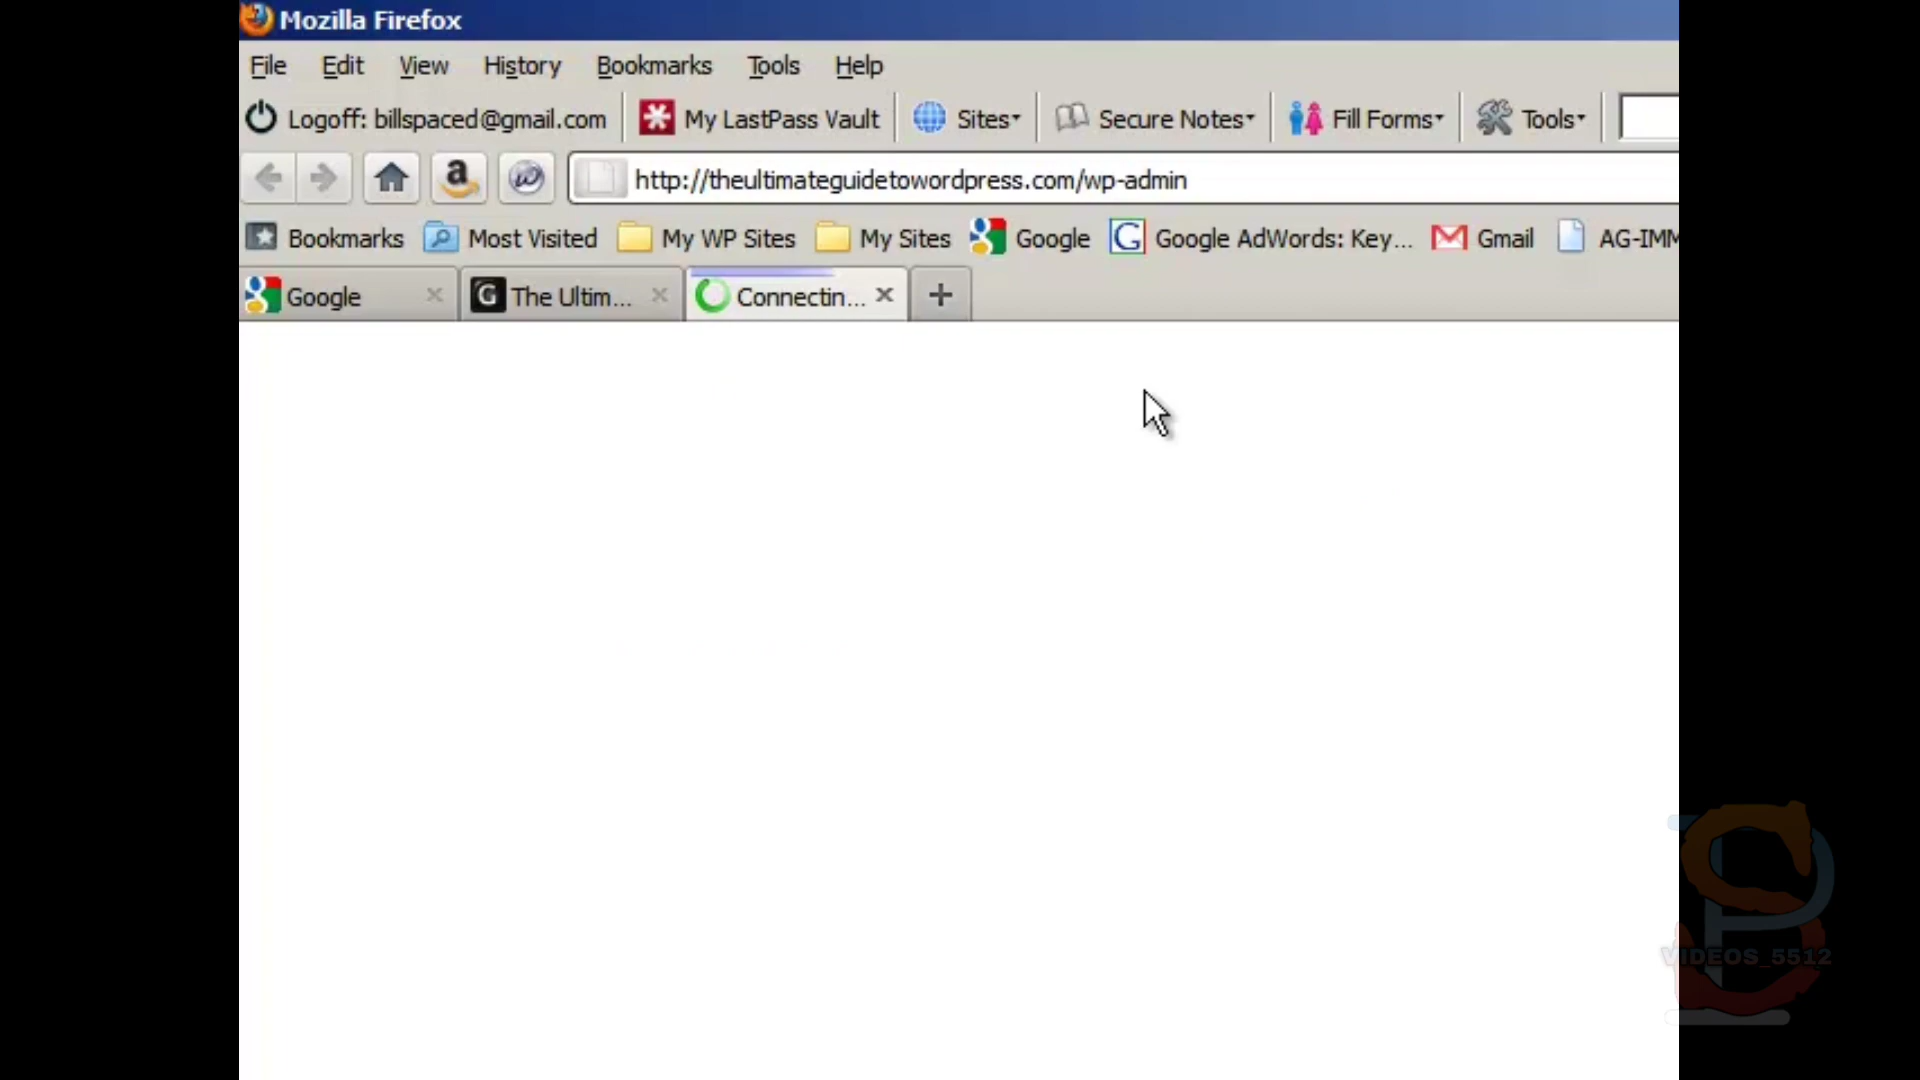 Mozilla Firefox
File Edit View History Bookmarks Tools Help
Logoff: billspaced@gmail.com My LastPass Vault Sites Secure Notes Fill Forms Tools
http://theultimateguidetowordpress.com/wp-admin
Bookmarks Most Visited My WP Sites My Sites Google Google AdWords: Key... Gmail AG-IMM
Google The Ultim... Connectin...
VIDEOS_5512